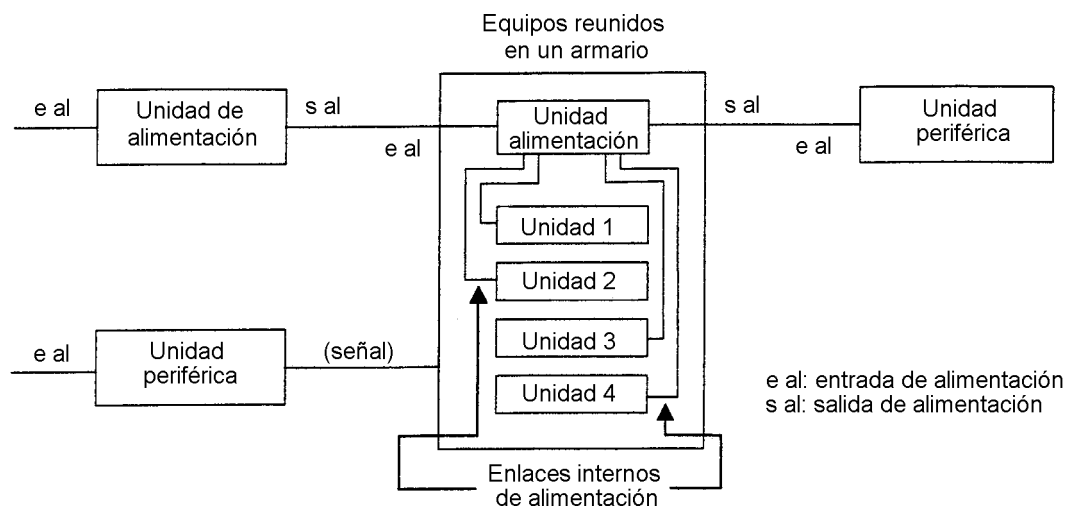 Equipos reunidos
en un armario
e al
Unidad de
alimentación
s al
e al
Unidad
alimentación
s al
e al
Unidad
periférica
Unidad 1
Unidad 2
Unidad 3
Unidad 4
e al
Unidad
periférica
(señal)
e al: entrada de alimentación
s al: salida de alimentación
Enlaces internos
de alimentación